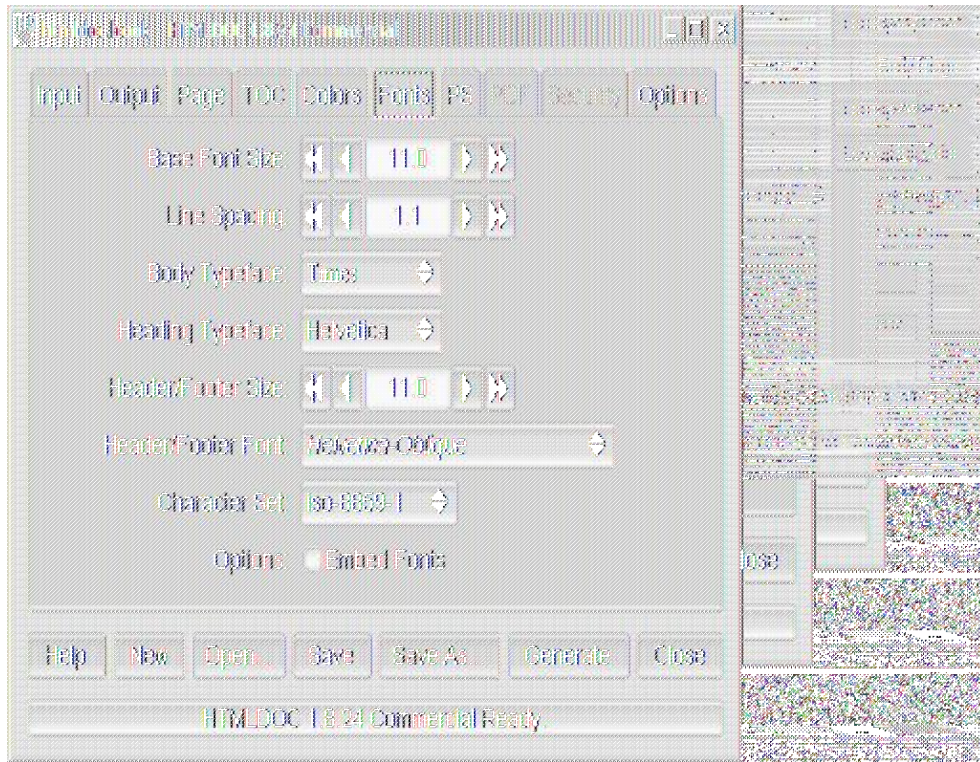 HTMLDOC 1.8.24 Commercial
Input Output Page TOC Colors Fonts PS PDF Security Options
Base Font Size: 11.0
Line Spacing: 1.1
Body Typeface: Times
Heading Typeface: Helvetica
Header/Footer Size: 11.0
Header/Footer Font: Helvetica-Oblique
Character Set: iso-8859-1
Options: Embed Fonts
Help New Open... Save Save As... Generate Close
HTMLDOC 1.8.24 Commercial Ready.
lose